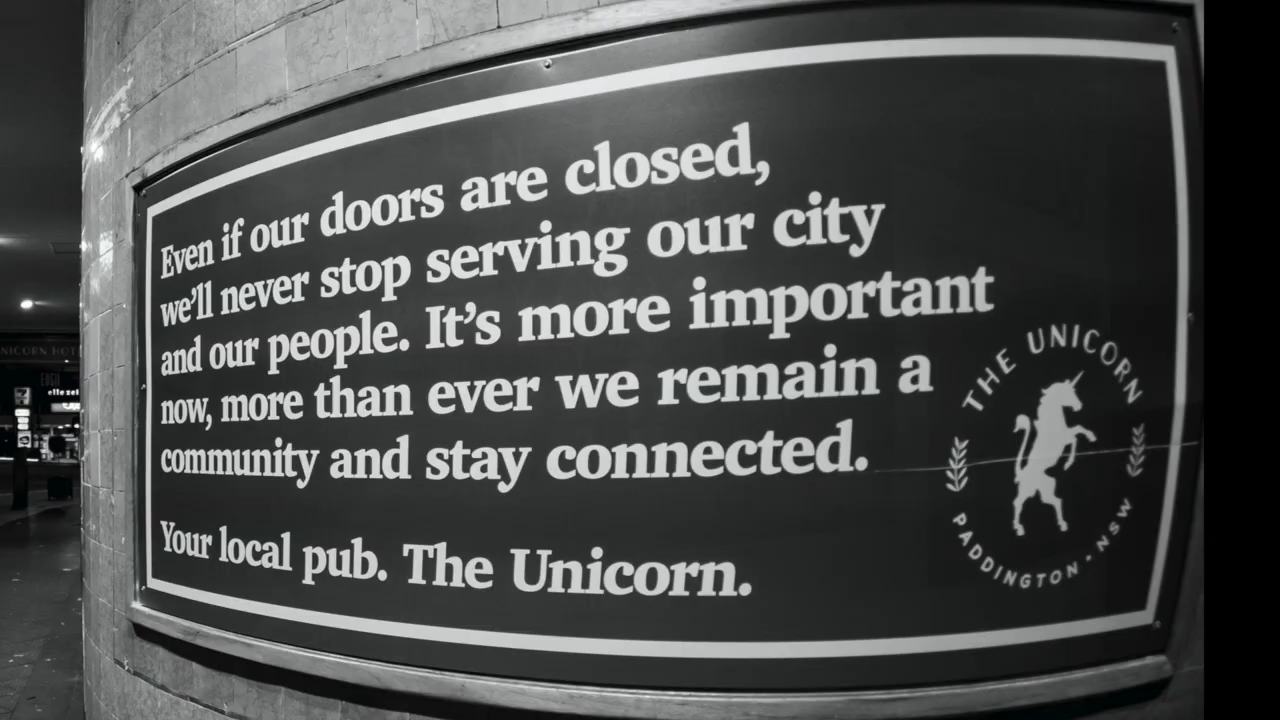 Even if our doors are closed,
we'll never stop serving our city
and our people. It's more important
now, more than ever we remain a
community and stay connected.
Your local pub. The Unicorn.
THE UNICORN
PADDINGTON · NSW